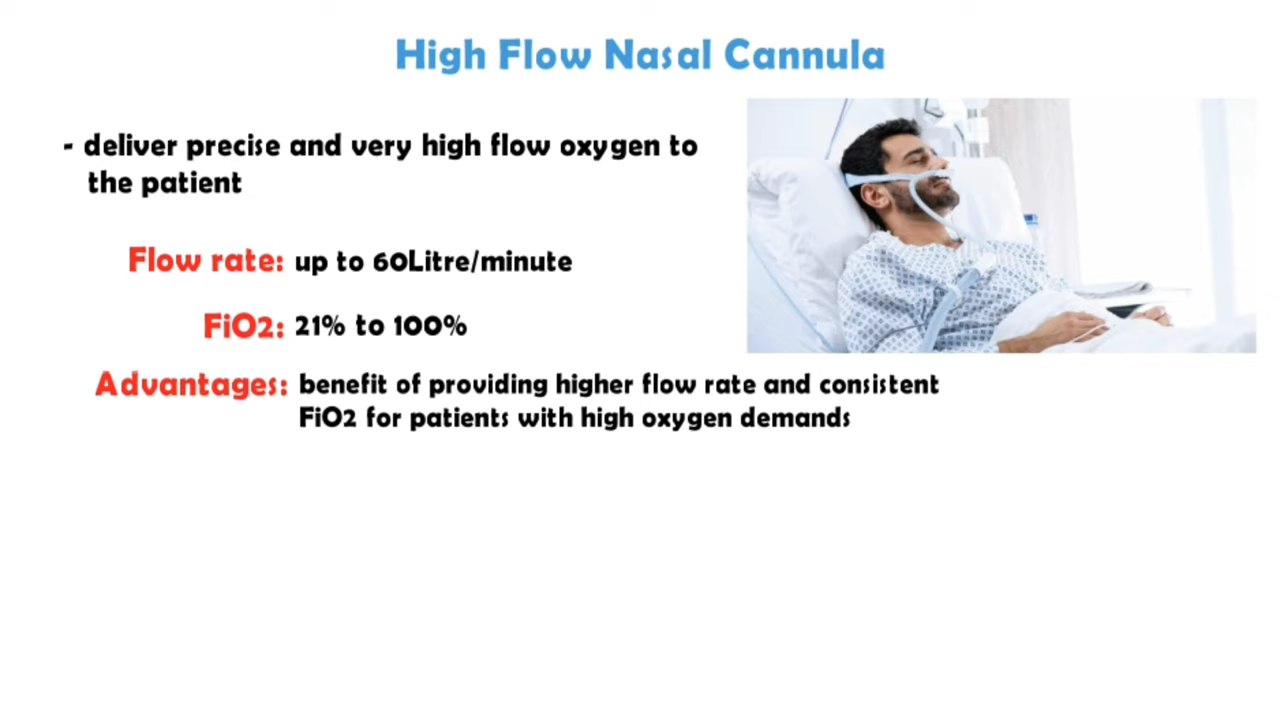 High Flow Nasal Cannula
- deliver precise and very high flow oxygen to
the patient
Flow rate: up to 60Litre/minute
FiO2: 21% to 100%
Advantages: benefit of providing higher flow rate and consistent
FiO2 for patients with high oxygen demands